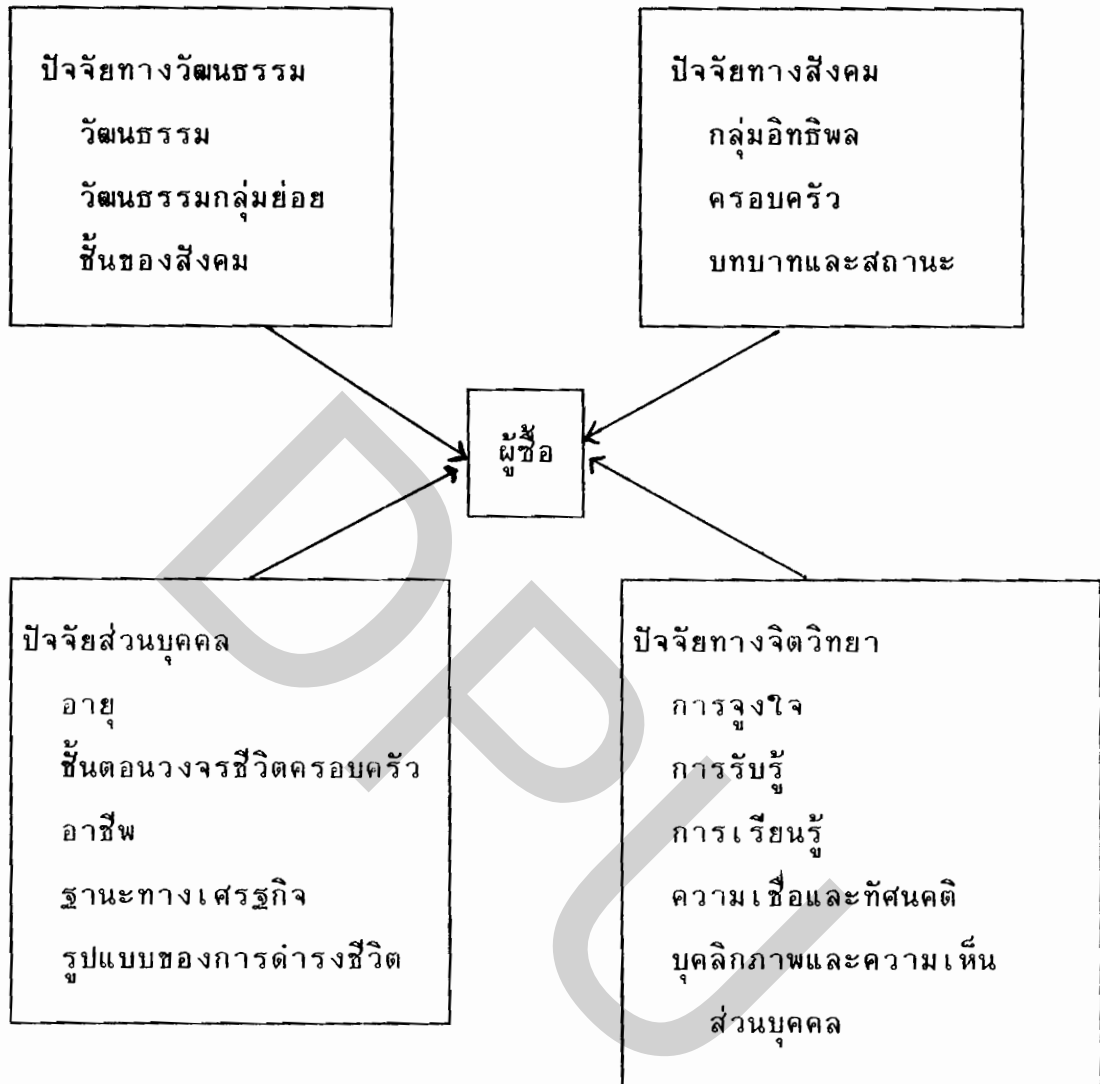 ปัจจัยทางวัฒนธรรม
วัฒนธรรม
วัฒนธรรมกลุ่มย่อย
ชั้นของสังคม
ปัจจัยทางสังคม
กลุ่มอิทธิพล
ครอบครัว
บทบาทและสถานะ
ผู้ซื้อ
ปัจจัยส่วนบุคคล
อายุ
ขั้นตอนวงจรชีวิตครอบครัว
อาชีพ
ฐานะทางเศรษฐกิจ
รูปแบบของการดำรงชีวิต
ปัจจัยทางจิตวิทยา
การจูงใจ
การรับรู้
การเรียนรู้
ความเชื่อและทัศนคติ
บุคลิกภาพและความเห็น
ส่วนบุคคล
DPU